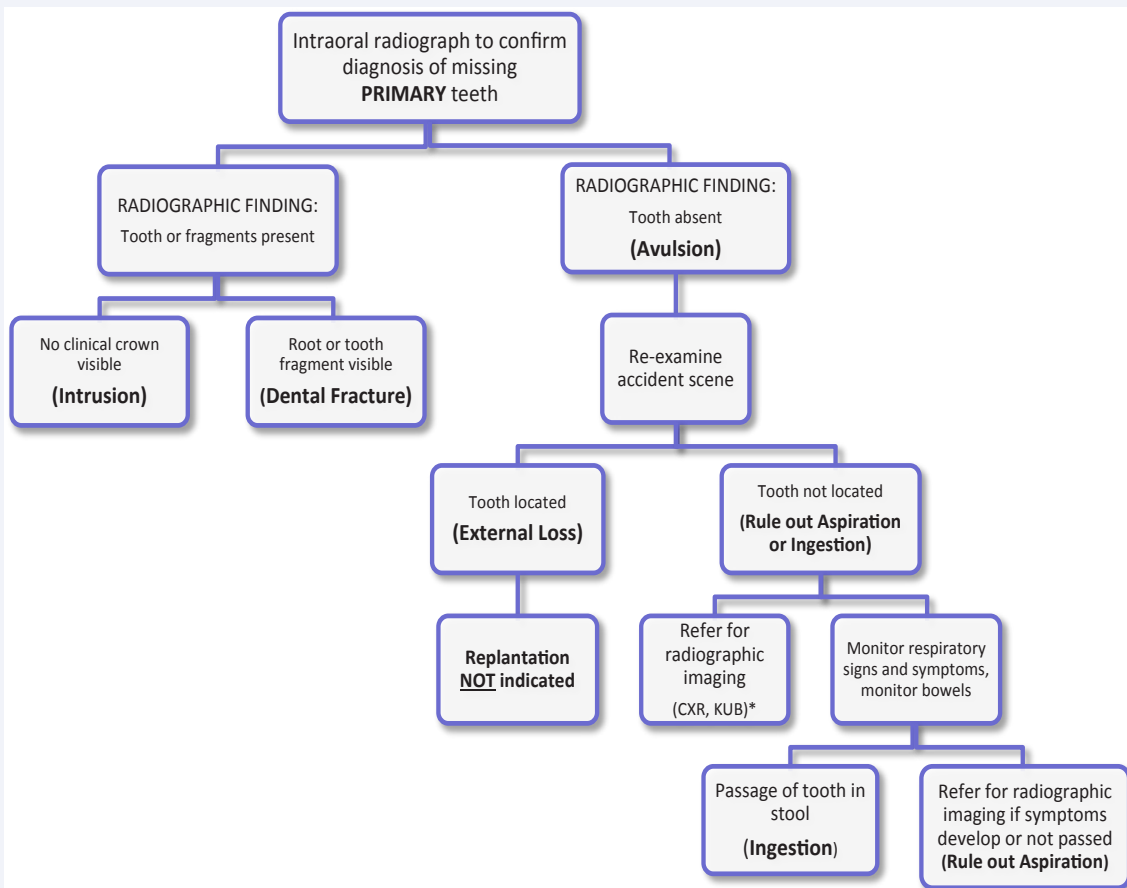 Intraoral radiograph to confirm
diagnosis of missing
PRIMARY teeth
RADIOGRAPHIC FINDING:
Tooth or fragments present
RADIOGRAPHIC FINDING:
Tooth absent
(Avulsion)
No clinical crown
visible
(Intrusion)
Root or tooth
fragment visible
(Dental Fracture)
Re-examine
accident scene
Tooth located
(External Loss)
Tooth not located
(Rule out Aspiration
or Ingestion)
Replantation
NOT indicated
Refer for
radiographic
imaging
(CXR, KUB)*
Monitor respiratory
signs and symptoms,
monitor bowels
Passage of tooth in
stool
(Ingestion)
Refer for radiographic
imaging if symptoms
develop or not passed
(Rule out Aspiration)